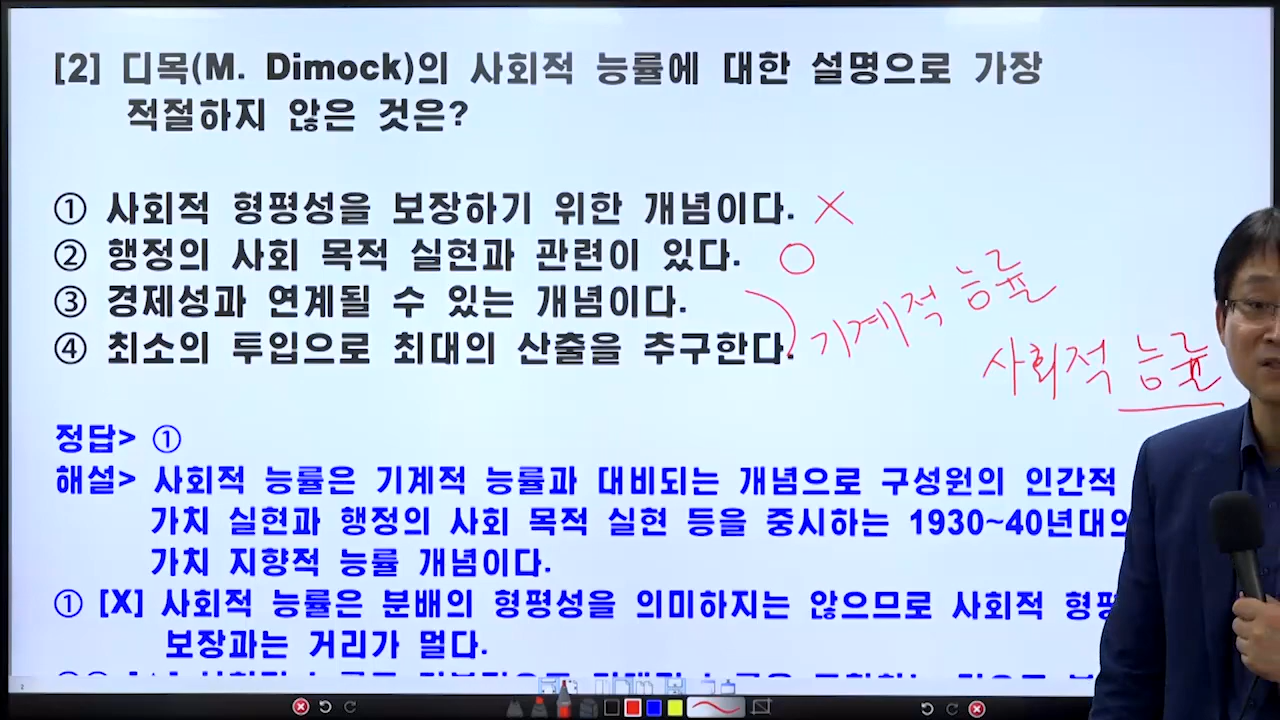 [2] 디목(M. Dimock)의 사회적 능률에 대한 설명으로 가장
적절하지 않은 것은?
① 사회적 형평성을 보장하기 위한 개념이다. X
② 행정의 사회 목적 실현과 관련이 있다. O
③ 경제성과 연계될 수 있는 개념이다.
④ 최소의 투입으로 최대의 산출을 추구한다.
기계적 능률
사회적 능률
정답> ①
해설> 사회적 능률은 기계적 능률과 대비되는 개념으로 구성원의 인간적
가치 실현과 행정의 사회 목적 실현 등을 중시하는 1930~40년대의
가치 지향적 능률 개념이다.
① [X] 사회적 능률은 분배의 형평성을 의미하지는 않으므로 사회적 형평
보장과는 거리가 멀다.